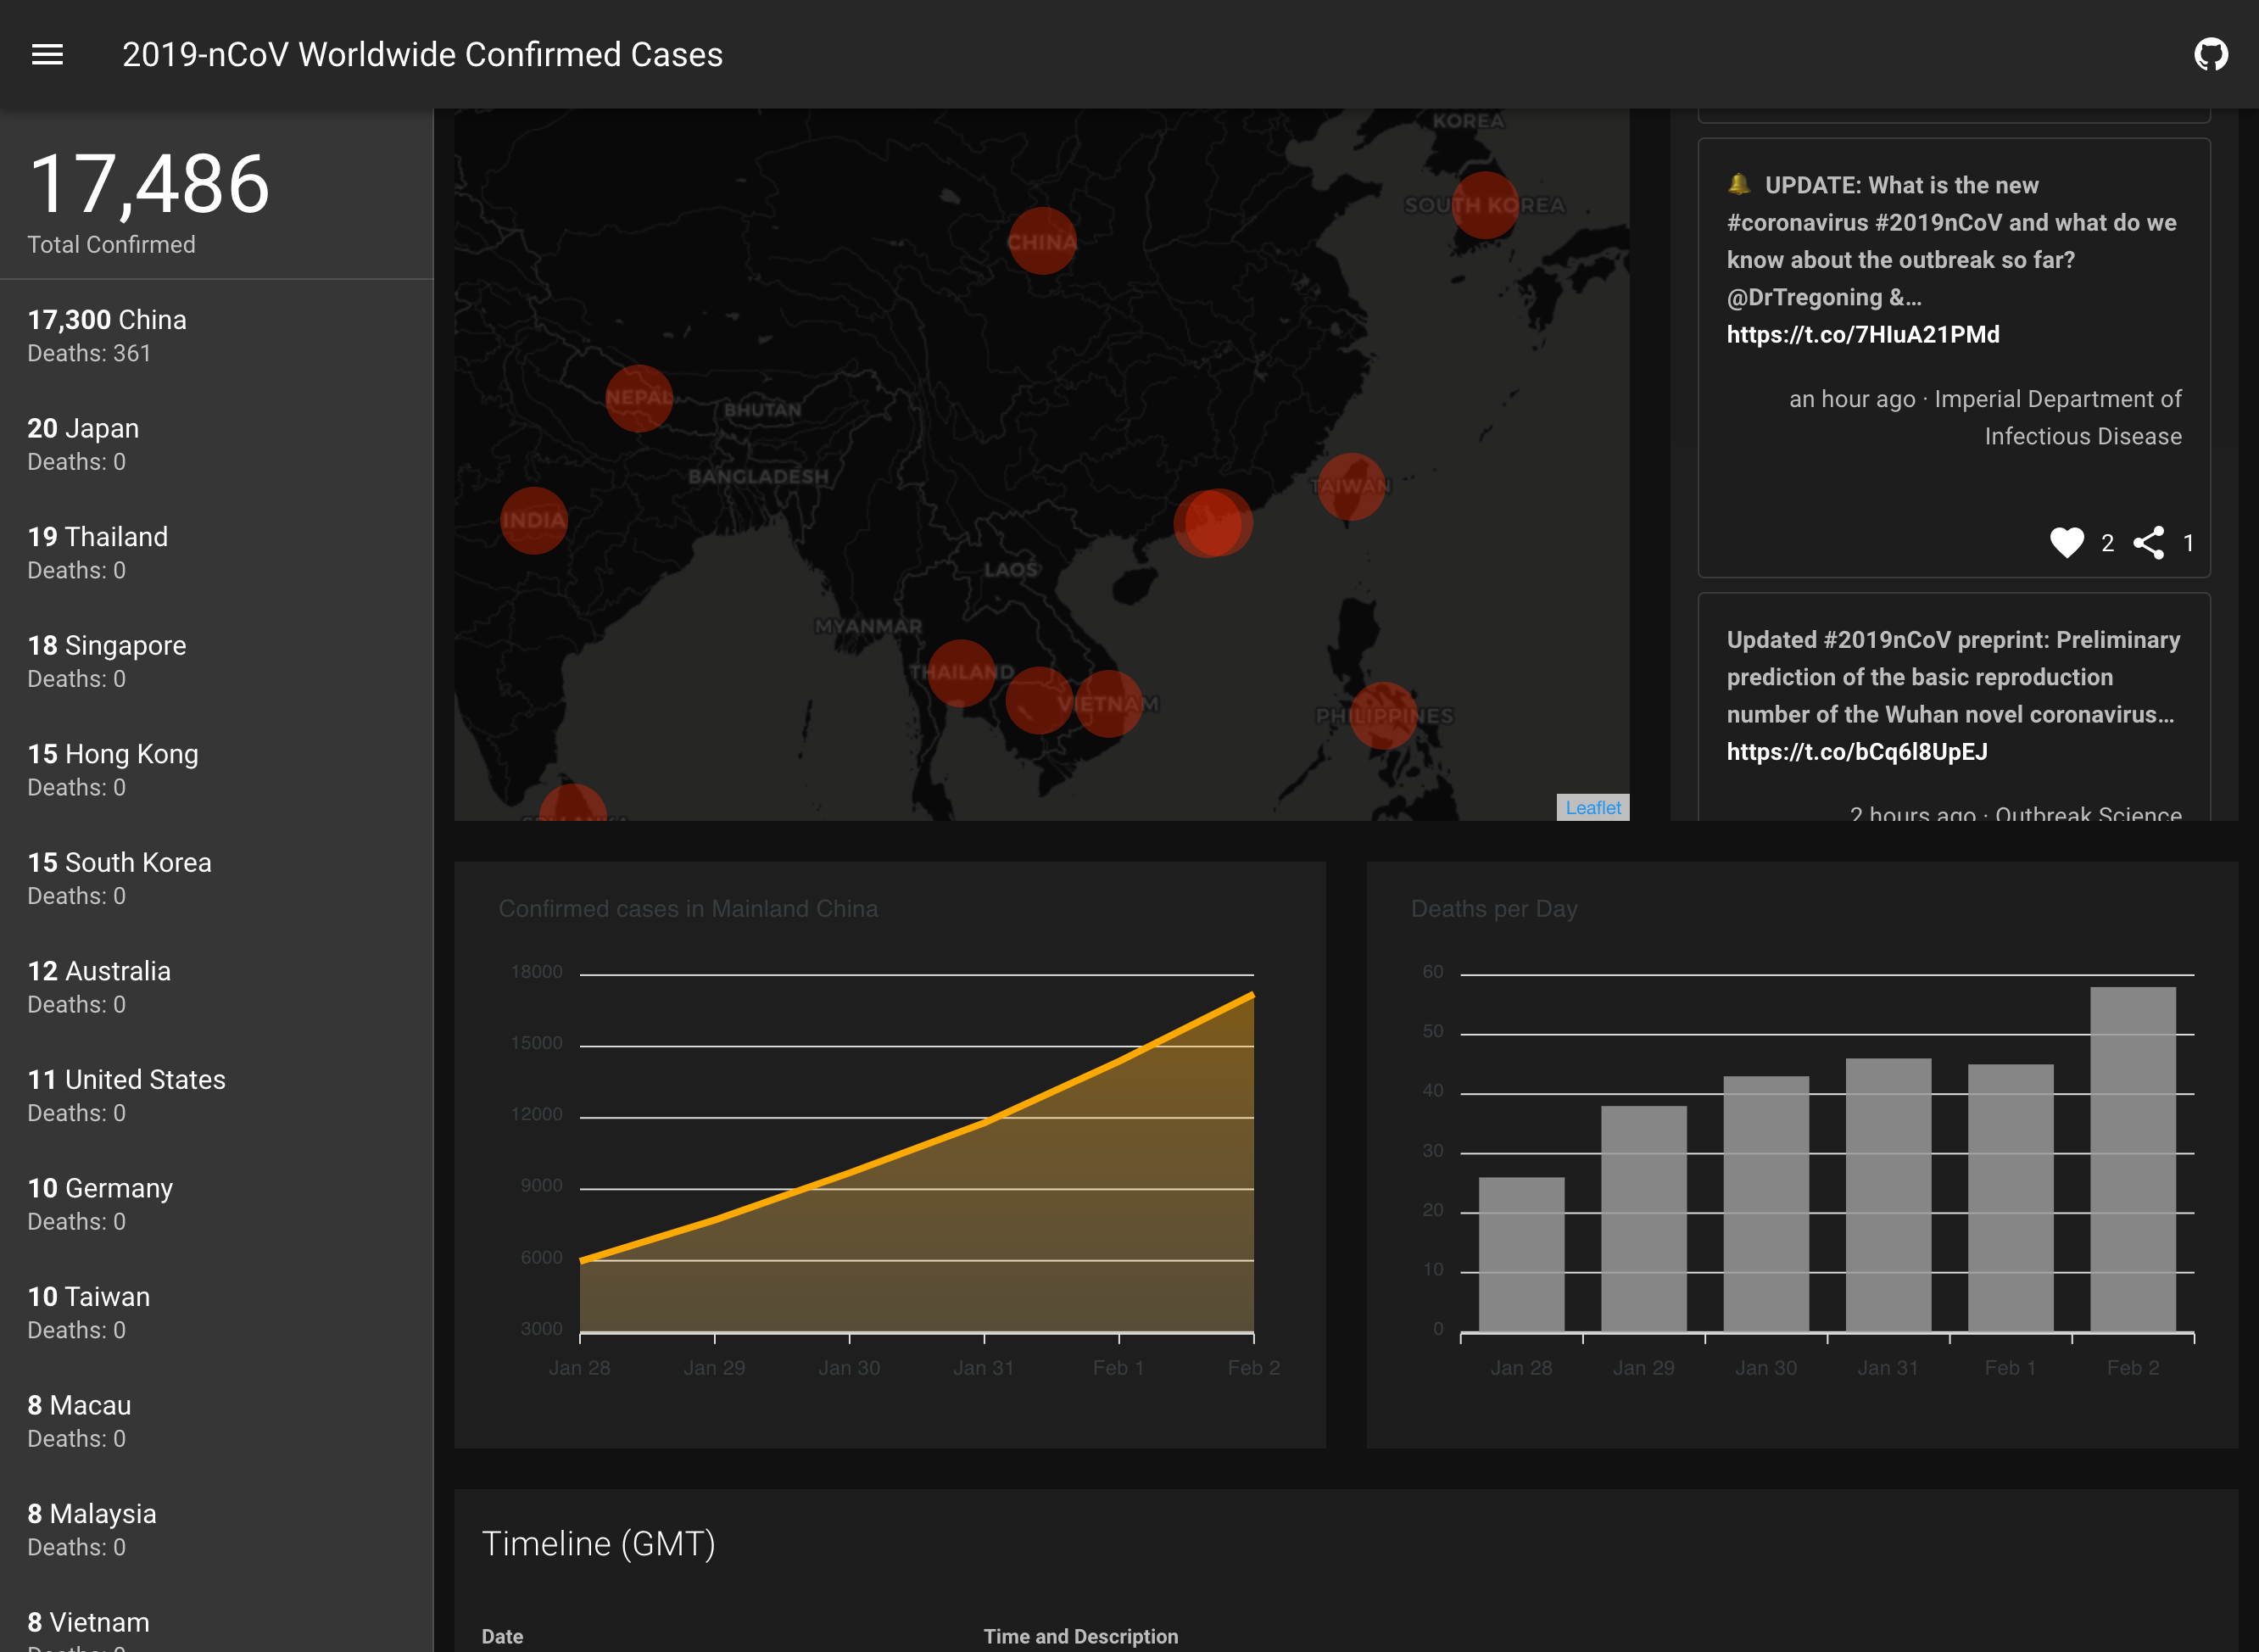 2019-nCoV Worldwide Confirmed Cases
17,486
Total Confirmed
17,300 China
Deaths: 361
20 Japan
Deaths: 0
19 Thailand
Deaths: 0
18 Singapore
Deaths: 0
15 Hong Kong
Deaths: 0
15 South Korea
Deaths: 0
12 Australia
Deaths: 0
11 United States
Deaths: 0
10 Germany
Deaths: 0
10 Taiwan
Deaths: 0
8 Macau
Deaths: 0
8 Malaysia
Deaths: 0
8 Vietnam
Deaths: 0
KOREA
SOUTH KOREA
CHINA
NEPAL
BHUTAN
BANGLADESH
TAIWAN
INDIA
LAOS
MYANMAR
THAILAND
VIETNAM
PHILIPPINES
SRI LANKA
Leaflet
UPDATE: What is the new
#coronavirus #2019nCoV and what do we
know about the outbreak so far?
@DrTregoning &...
https://t.co/7HIuA21PMd
an hour ago · Imperial Department of
Infectious Disease
2 1
Updated #2019nCoV preprint: Preliminary
prediction of the basic reproduction
number of the Wuhan novel coronavirus...
https://t.co/bCq6l8UpEJ
2 hours ago · Outbreak Science
Confirmed cases in Mainland China
18000
15000
12000
9000
6000
3000
Jan 28 Jan 29 Jan 30 Jan 31 Feb 1 Feb 2
Deaths per Day
60
50
40
30
20
10
0
Jan 28 Jan 29 Jan 30 Jan 31 Feb 1 Feb 2
Timeline (GMT)
Date Time and Description